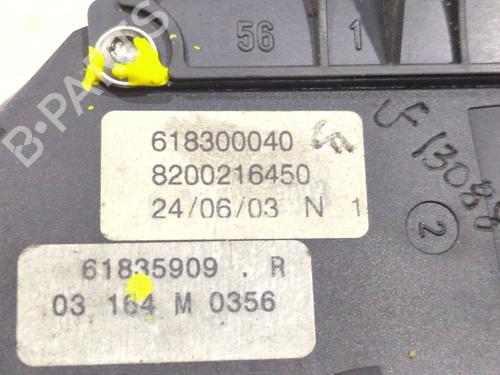 B-PARTS
56 1
618300040
8200216450
24/06/03 N 1
2
61835909 . R
03 164 M 0356